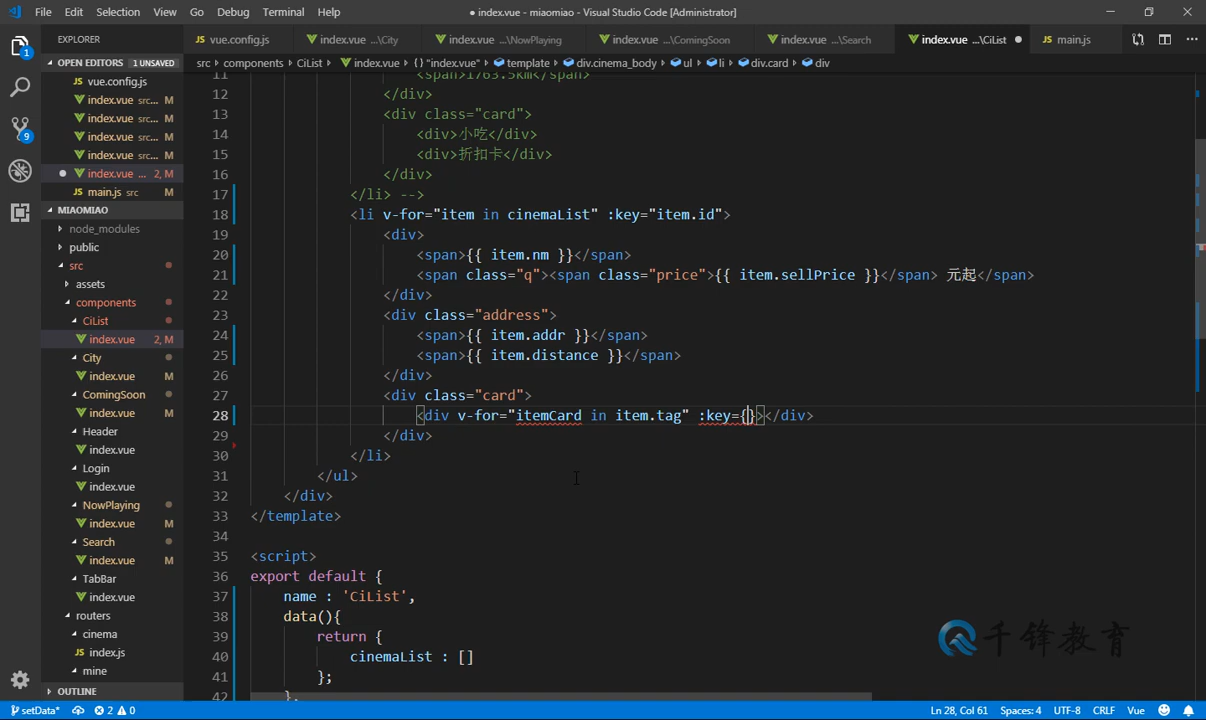 File Edit Selection View Go Debug Terminal Help
● index.vue - miaomiao - Visual Studio Code [Administrator]
EXPLORER
vue.config.js
index.vue ...\City
index.vue ...\NowPlaying
index.vue ...\ComingSoon
index.vue ...\Search
index.vue ...\CiList
main.js
OPEN EDITORS 1 UNSAVED
src › components › CiList › index.vue › {} "index.vue" › template › div.cinema_body › ul › li › div.card › div
vue.config.js
index.vue src... M
index.vue src... M
index.vue src... M
index.vue src... M
index.vue ... 2, M
main.js src M
MIAOMIAO
node_modules
public
src
assets
components
CiList
index.vue 2, M
City
index.vue M
ComingSoon
index.vue M
Header
index.vue
Login
index.vue
NowPlaying
index.vue M
Search
index.vue M
TabBar
index.vue
routers
cinema
index.js
mine
OUTLINE
1
9
11 <span>1763.5km</span>
12 </div>
13 <div class="card">
14 <div>小吃</div>
15 <div>折扣卡</div>
16 </div>
17 </li> -->
18 <li v-for="item in cinemaList" :key="item.id">
19 <div>
20 <span>{{ item.nm }}</span>
21 <span class="q"><span class="price">{{ item.sellPrice }}</span> 元起</span>
22 </div>
23 <div class="address">
24 <span>{{ item.addr }}</span>
25 <span>{{ item.distance }}</span>
26 </div>
27 <div class="card">
28 <div v-for="itemCard in item.tag" :key={}></div>
29 </div>
30 </li>
31 </ul>
32 </div>
33 </template>
34
35 <script>
36 export default {
37 name : 'CiList',
38 data(){
39 return {
40 cinemaList : []
41 };
42 },
千锋教育
setData* 2 0
Ln 28, Col 61 Spaces: 4 UTF-8 CRLF Vue